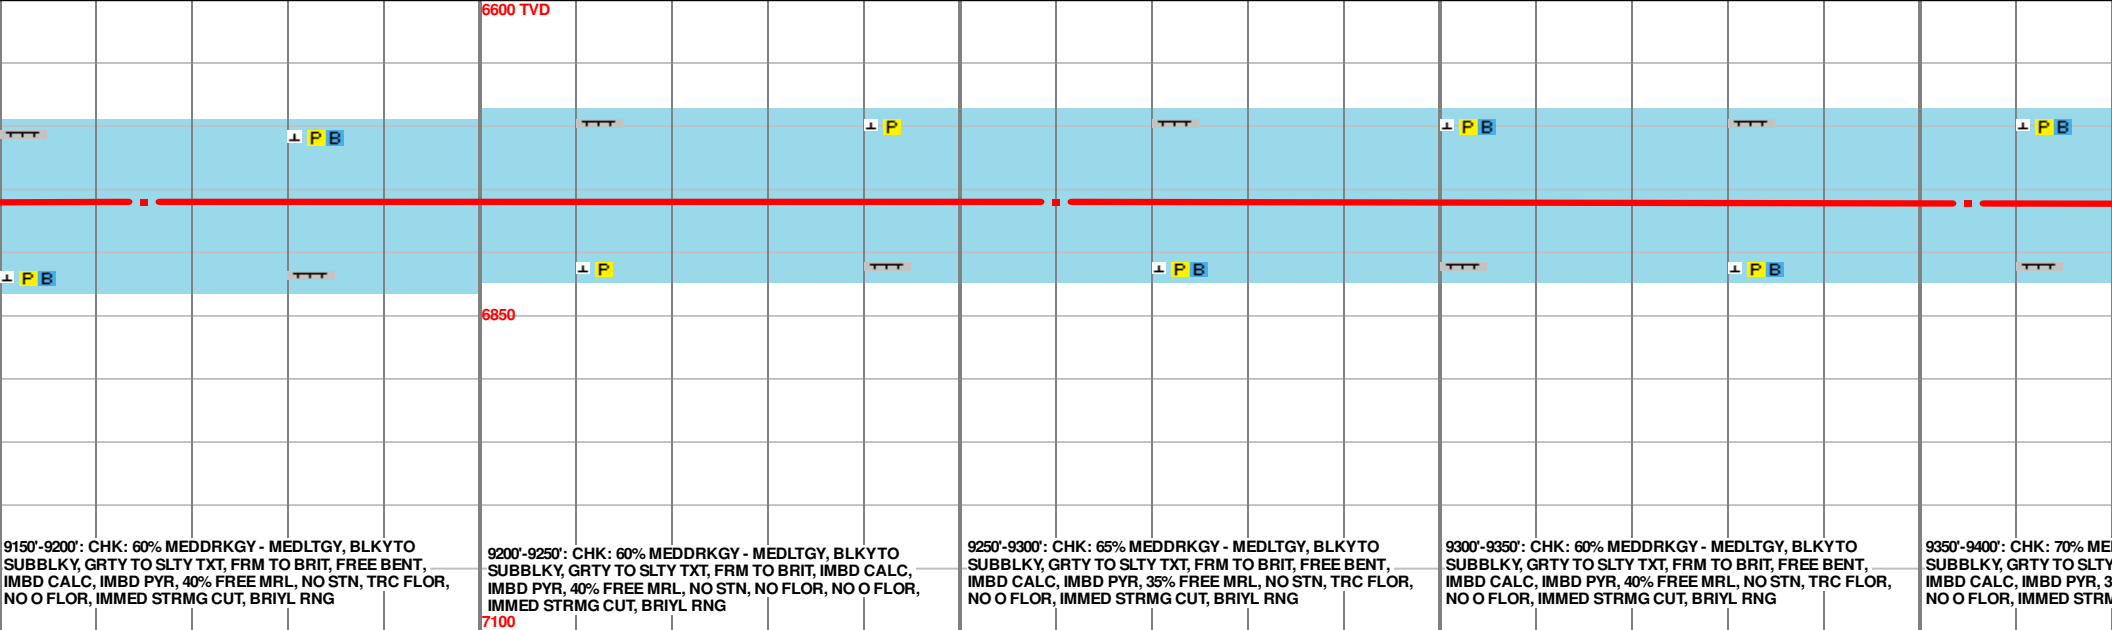 6600 TVD
P B
P
P B
P B
P B
P
P B
P B
6850
9150'-9200': CHK: 60% MEDDRKGY - MEDLTGY, BLKYTO
SUBBLKY, GRTY TO SLTY TXT, FRM TO BRIT, FREE BENT,
IMBD CALC, IMBD PYR, 40% FREE MRL, NO STN, TRC FLOR,
NO O FLOR, IMMED STRMG CUT, BRIYL RNG
9200'-9250': CHK: 60% MEDDRKGY - MEDLTGY, BLKYTO
SUBBLKY, GRTY TO SLTY TXT, FRM TO BRIT, IMBD CALC,
IMBD PYR, 40% FREE MRL, NO STN, NO FLOR, NO O FLOR,
IMMED STRMG CUT, BRIYL RNG
9250'-9300': CHK: 65% MEDDRKGY - MEDLTGY, BLKYTO
SUBBLKY, GRTY TO SLTY TXT, FRM TO BRIT, FREE BENT,
IMBD CALC, IMBD PYR, 35% FREE MRL, NO STN, TRC FLOR,
NO O FLOR, IMMED STRMG CUT, BRIYL RNG
9300'-9350': CHK: 60% MEDDRKGY - MEDLTGY, BLKYTO
SUBBLKY, GRTY TO SLTY TXT, FRM TO BRIT, FREE BENT,
IMBD CALC, IMBD PYR, 40% FREE MRL, NO STN, TRC FLOR,
NO O FLOR, IMMED STRMG CUT, BRIYL RNG
9350'-9400': CHK: 70%
SUBBLKY, GRTY TO SLTY
IMBD CALC, IMBD PYR,
NO O FLOR, IMMED
7100